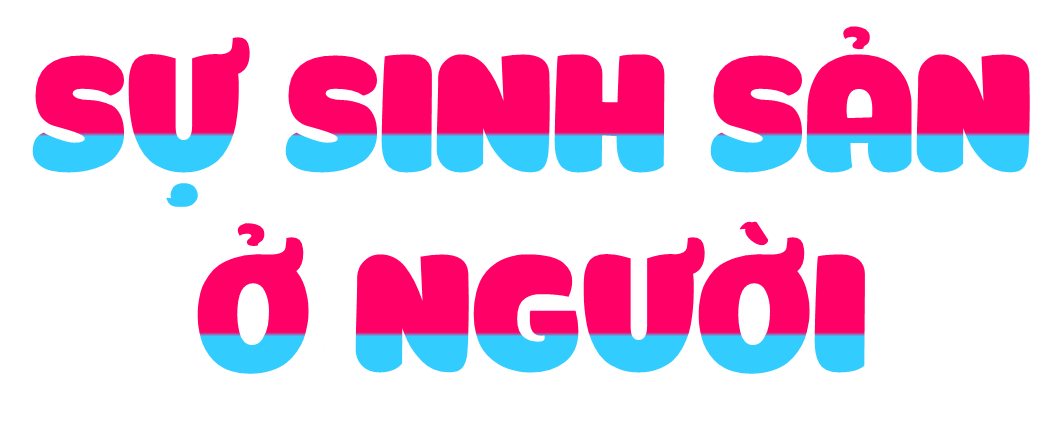 SỰ SINH SẢN
Ở NGƯỜI